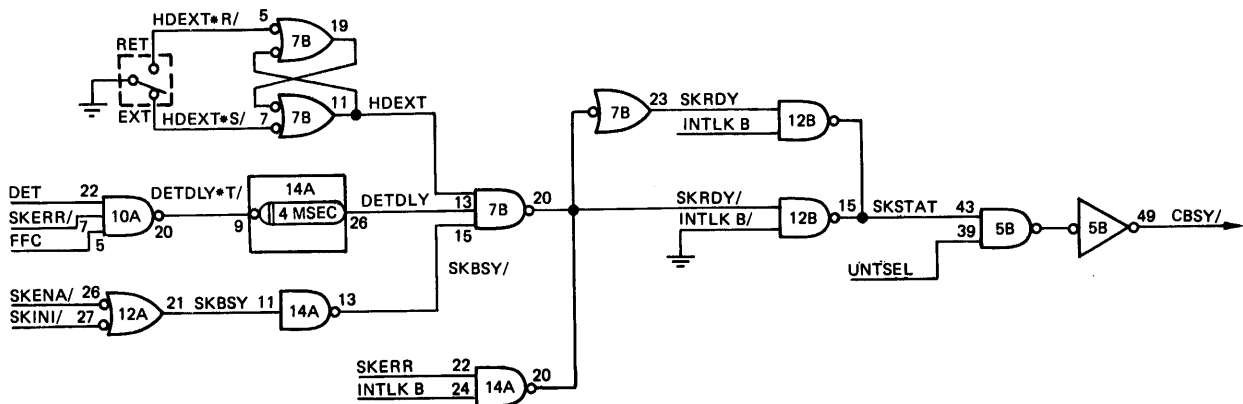 HDEXT*R/ 5 19
7B
RET
EXT
HDEXT*S/ 7 7B 11 HDEXT
7B 23 SKRDY
INTLK B 12B
DET 22
SKERR/ 7 10A 20
FFC 5
DETDLY*T/ 9
14A
4 MSEC 26
DETDLY 13
7B 20
15
SKBSY/
SKRDY/
INTLK B/ 12B 15 SKSTAT 43
39 5B 5B 49 CBSY/
UNTSEL
SKENA/ 26
SKINI/ 27 12A 21 SKBSY 11 14A 13
SKERR 22
INTLK B 24 14A 20